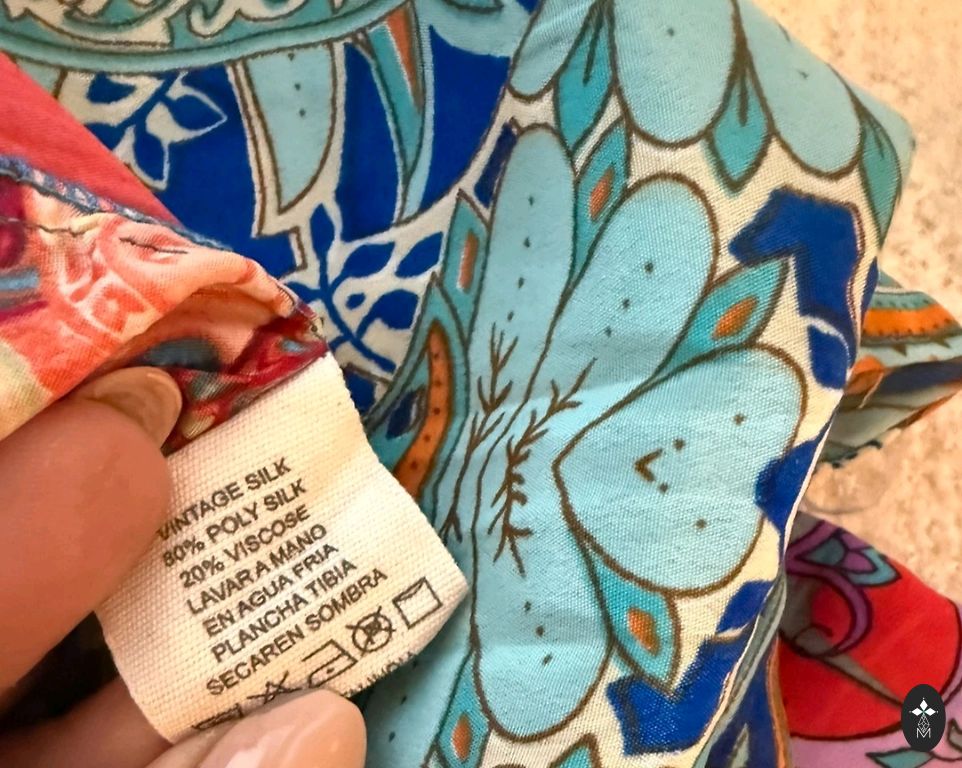 VINTAGE SILK
80% POLY SILK
20% VISCOSE
LAVAR A MANO
EN AGUA FRIA
PLANCHA TIBIA
SECAR EN SOMBRA
M